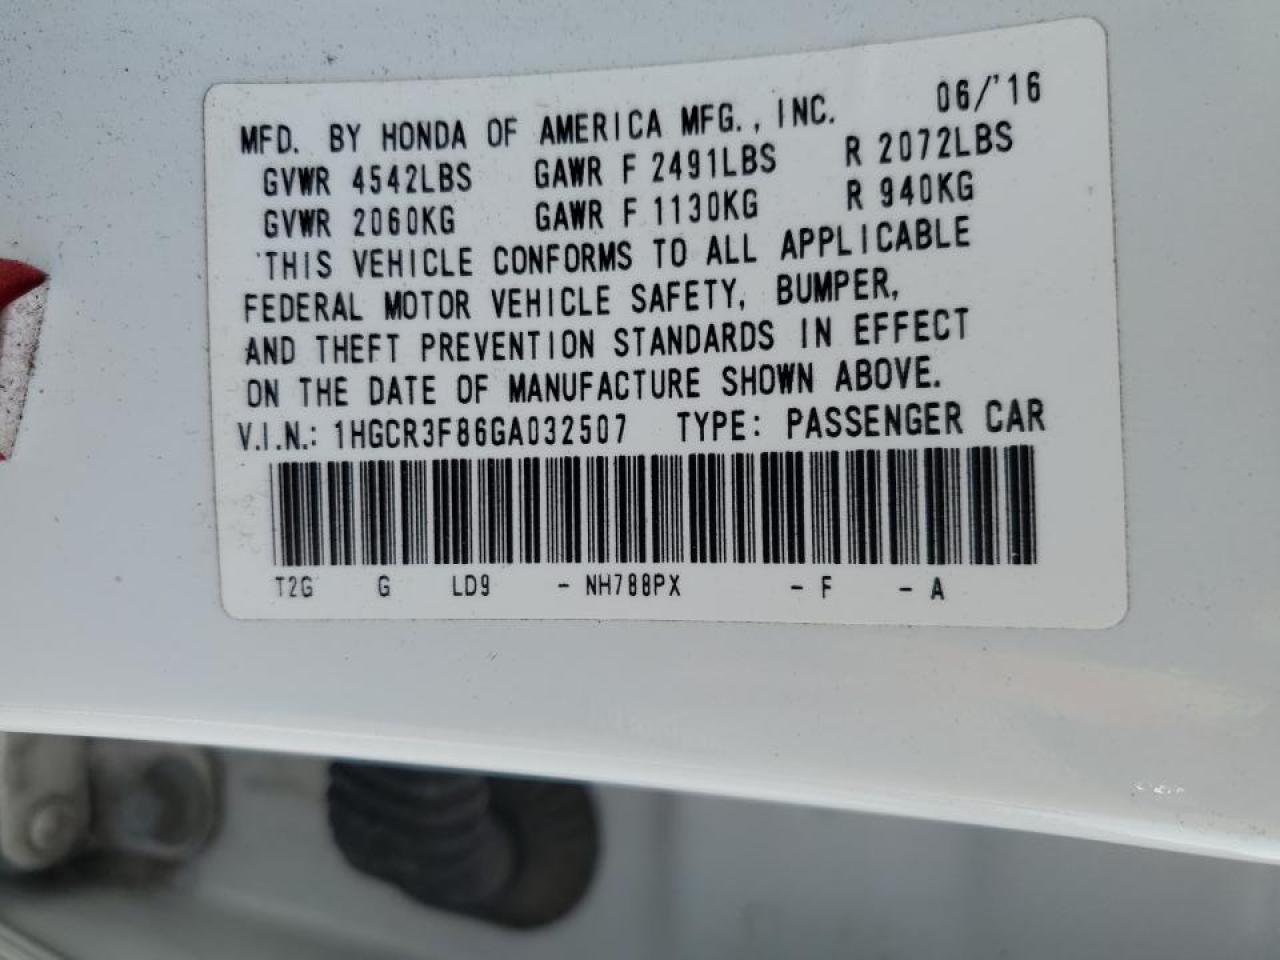 MFD. BY HONDA OF AMERICA MFG., INC. 06/'16
GVWR 4542LBS GAWR F 2491LBS R 2072LBS
GVWR 2060KG GAWR F 1130KG R 940KG
THIS VEHICLE CONFORMS TO ALL APPLICABLE
FEDERAL MOTOR VEHICLE SAFETY, BUMPER,
AND THEFT PREVENTION STANDARDS IN EFFECT
ON THE DATE OF MANUFACTURE SHOWN ABOVE.
V.I.N.: 1HGCR3F86GA032507 TYPE: PASSENGER CAR
T2G G LD9 - NH788PX - F - A